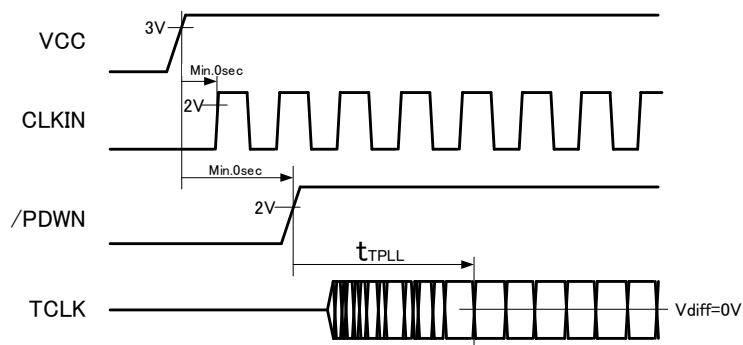 VCC
3V
Min.0sec
CLKIN
2V
Min.0sec
/PDWN
2V
tTPLL
TCLK
Vdiff=0V